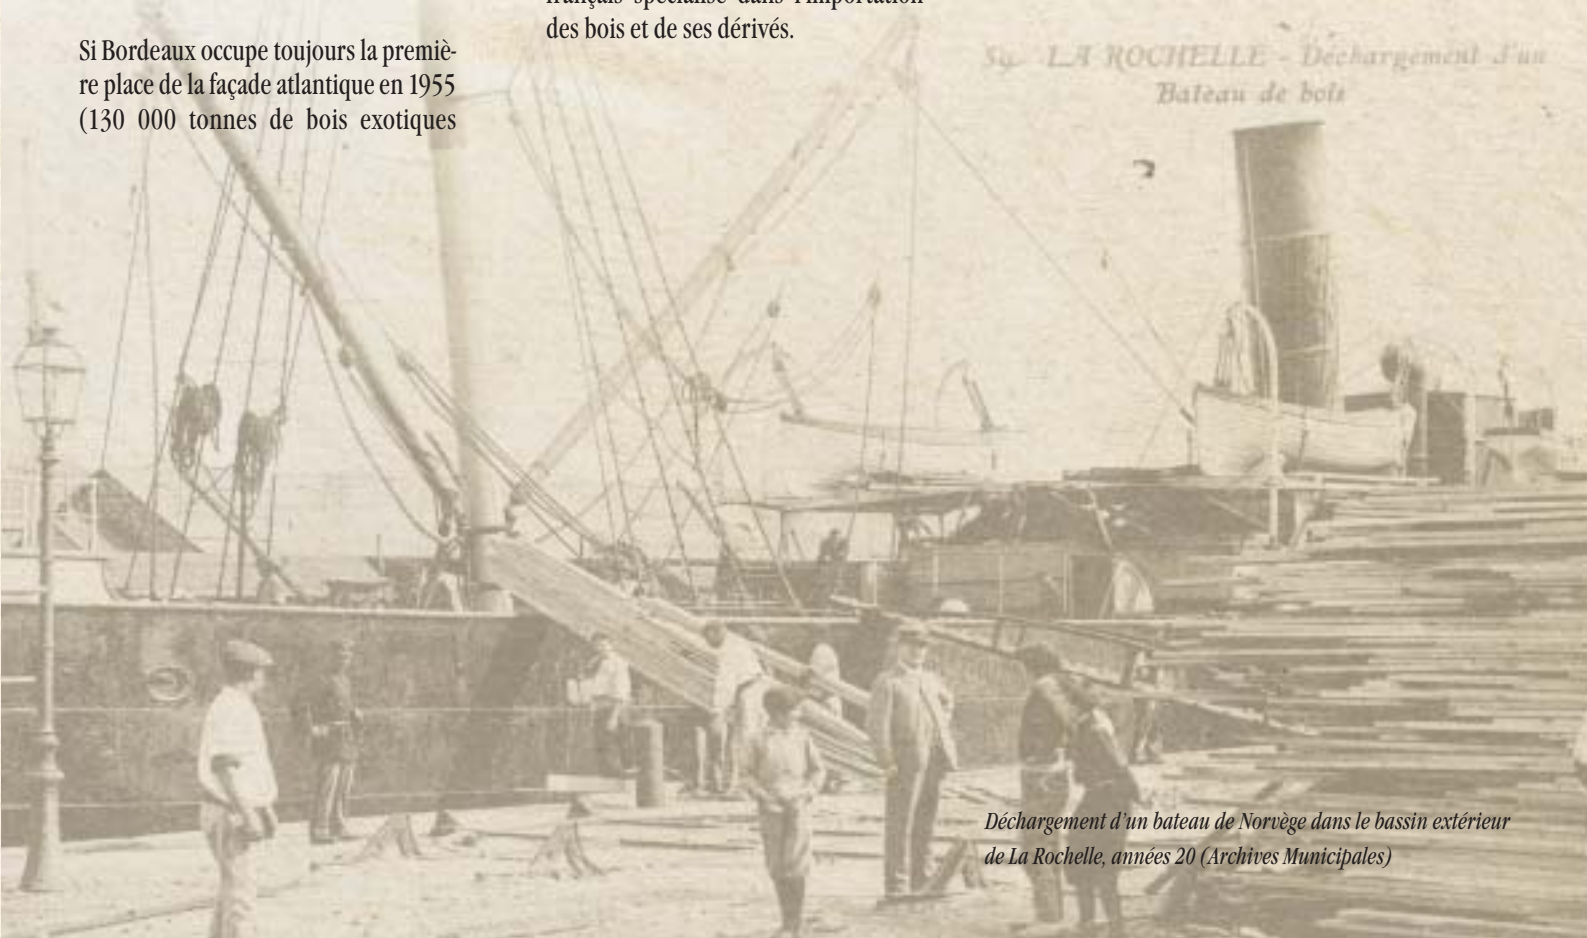 Si Bordeaux occupe toujours la premiè-
re place de la façade atlantique en 1955
(130 000 tonnes de bois exotiques
français spécialisé dans l'importation
des bois et de ses dérivés.
LA ROCHELLE - Déchargement d'un
Bateau de bois
Déchargement d'un bateau de Norvège dans le bassin extérieur
de La Rochelle, années 20 (Archives Municipales)